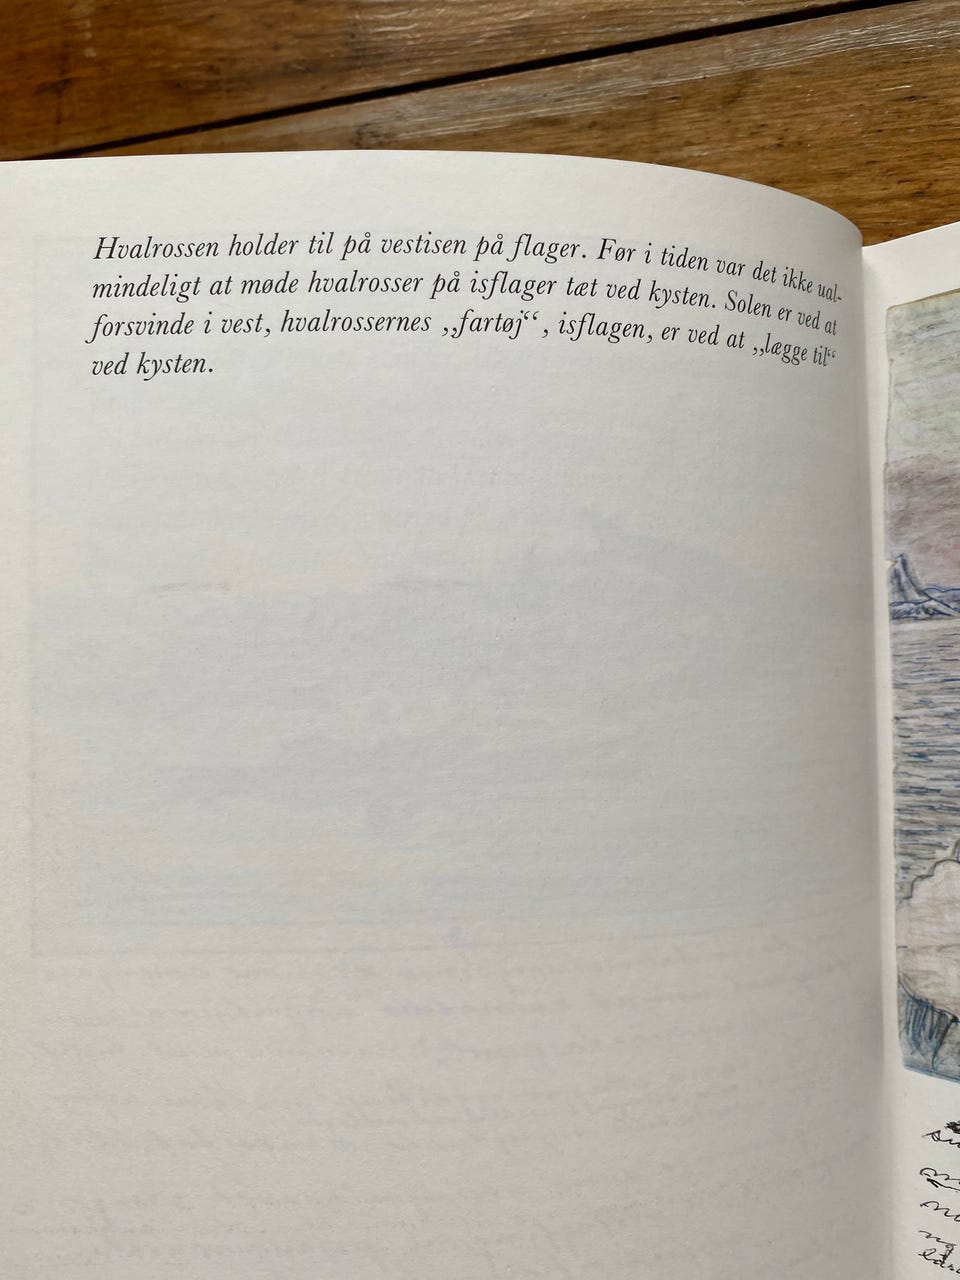 Hvalrossen holder til på vestisen på flager. Før i tiden var det ikke ual-
mindeligt at møde hvalrosser på isflager tæt ved kysten. Solen er ved at
forsvinde i vest, hvalrossernes ,,fartøj“, isflagen, er ved at ,,lægge til“
ved kysten.